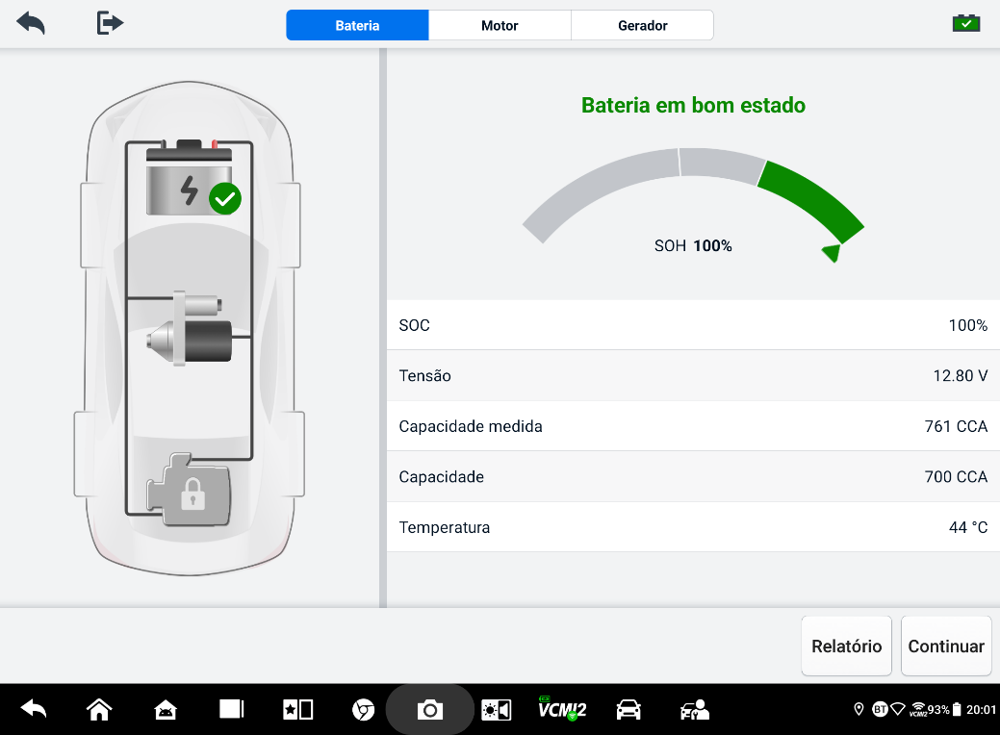 Bateria
Motor
Gerador
Bateria em bom estado
SOH 100%
SOC 100%
Tensão 12.80 V
Capacidade medida 761 CCA
Capacidade 700 CCA
Temperatura 44 °C
Relatório
Continuar
VCMI2
BT
VCMI2
93%
20:01